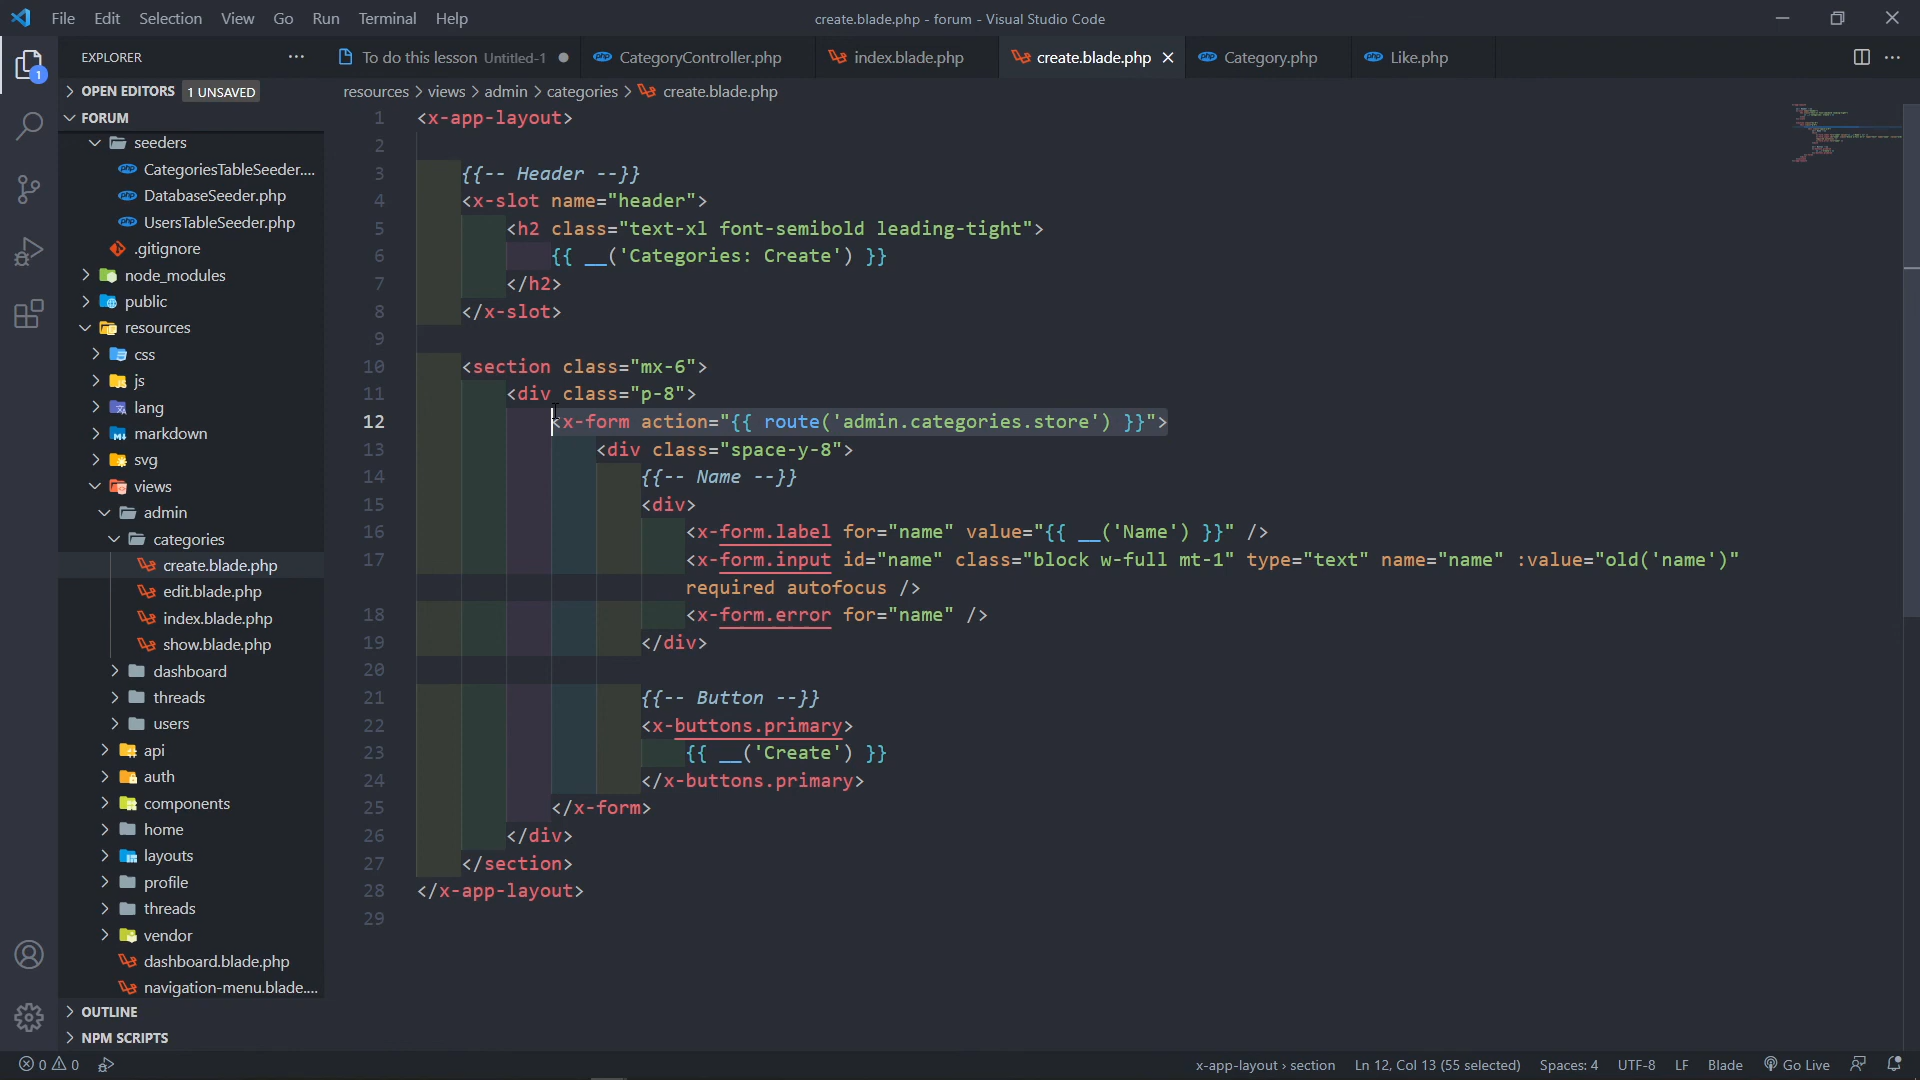 File Edit Selection View Go Run Terminal Help
create.blade.php - forum - Visual Studio Code
EXPLORER
To do this lesson Untitled-1
CategoryController.php
index.blade.php
create.blade.php
Category.php
Like.php
OPEN EDITORS 1 UNSAVED
resources > views > admin > categories > create.blade.php
FORUM
seeders
CategoriesTableSeeder....
DatabaseSeeder.php
UsersTableSeeder.php
.gitignore
node_modules
public
resources
css
js
lang
markdown
svg
views
admin
categories
create.blade.php
edit.blade.php
index.blade.php
show.blade.php
dashboard
threads
users
api
auth
components
home
layouts
profile
threads
vendor
dashboard.blade.php
navigation-menu.blade....
OUTLINE
NPM SCRIPTS
1 <x-app-layout>
2
3 {{-- Header --}}
4 <x-slot name="header">
5 <h2 class="text-xl font-semibold leading-tight">
6 {{ __('Categories: Create') }}
7 </h2>
8 </x-slot>
9
10 <section class="mx-6">
11 <div class="p-8">
12 <x-form action="{{ route('admin.categories.store') }}">
13 <div class="space-y-8">
14 {{-- Name --}}
15 <div>
16 <x-form.label for="name" value="{{ __('Name') }}" />
17 <x-form.input id="name" class="block w-full mt-1" type="text" name="name" :value="old('name')"
required autofocus />
18 <x-form.error for="name" />
19 </div>
20
21 {{-- Button --}}
22 <x-buttons.primary>
23 {{ __('Create') }}
24 </x-buttons.primary>
25 </x-form>
26 </div>
27 </section>
28 </x-app-layout>
29
1
0 0
x-app-layout > section
Ln 12, Col 13 (55 selected)
Spaces: 4
UTF-8
LF
Blade
Go Live